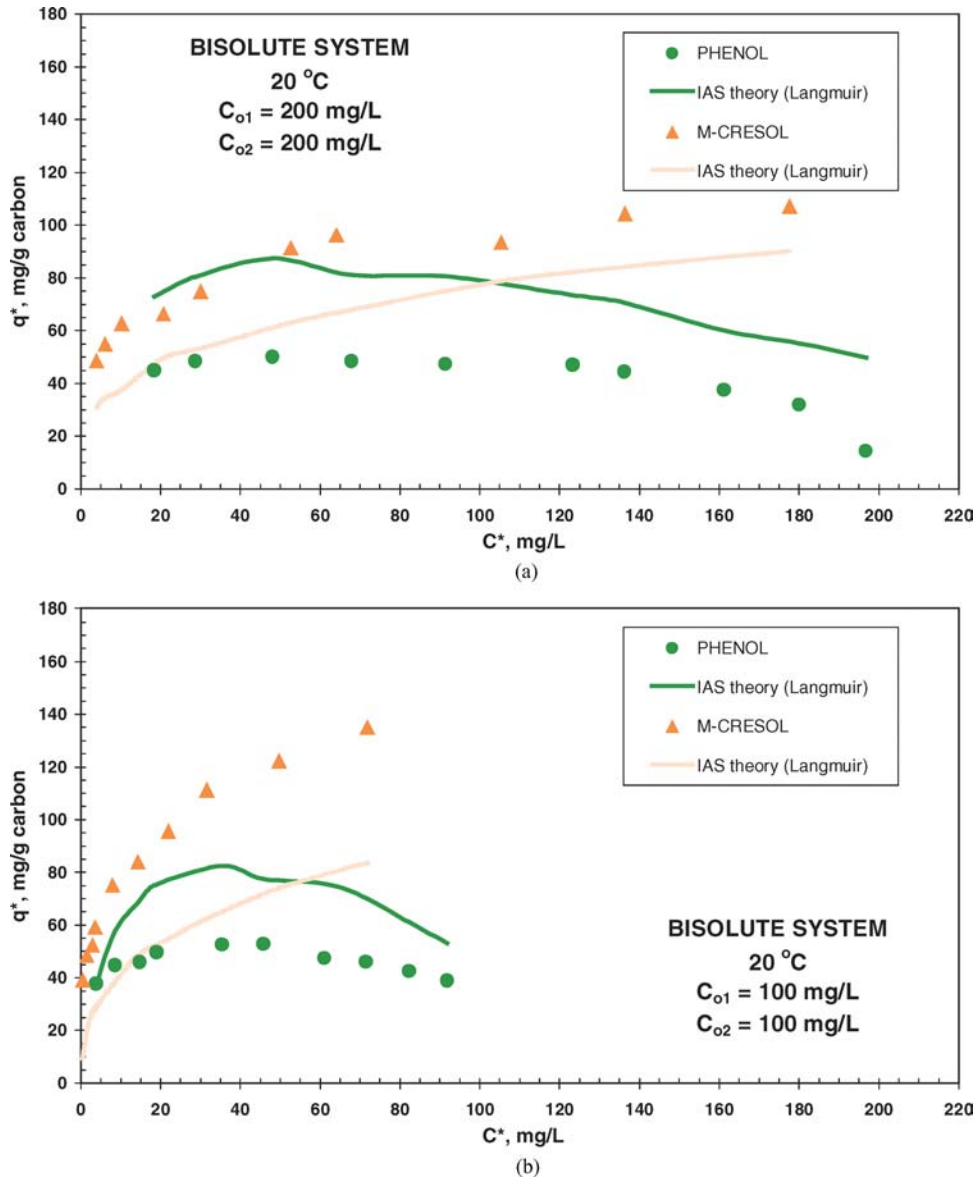 180
160
140
120
100
80
60
40
20
0
q*, mg/g carbon
BISOLUTE SYSTEM
20 °C
Co1 = 200 mg/L
Co2 = 200 mg/L
PHENOL
IAS theory (Langmuir)
M-CRESOL
IAS theory (Langmuir)
0 20 40 60 80 100 120 140 160 180 200 220
C*, mg/L
(a)
180
160
140
120
100
80
60
40
20
0
q*, mg/g carbon
PHENOL
IAS theory (Langmuir)
M-CRESOL
IAS theory (Langmuir)
BISOLUTE SYSTEM
20 °C
Co1 = 100 mg/L
Co2 = 100 mg/L
0 20 40 60 80 100 120 140 160 180 200 220
C*, mg/L
(b)